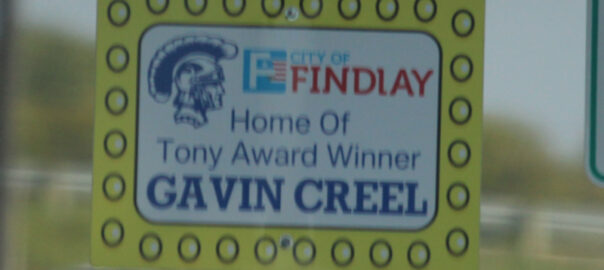 CITY OF
FINDLAY
Home Of
Tony Award Winner
GAVIN CREEL